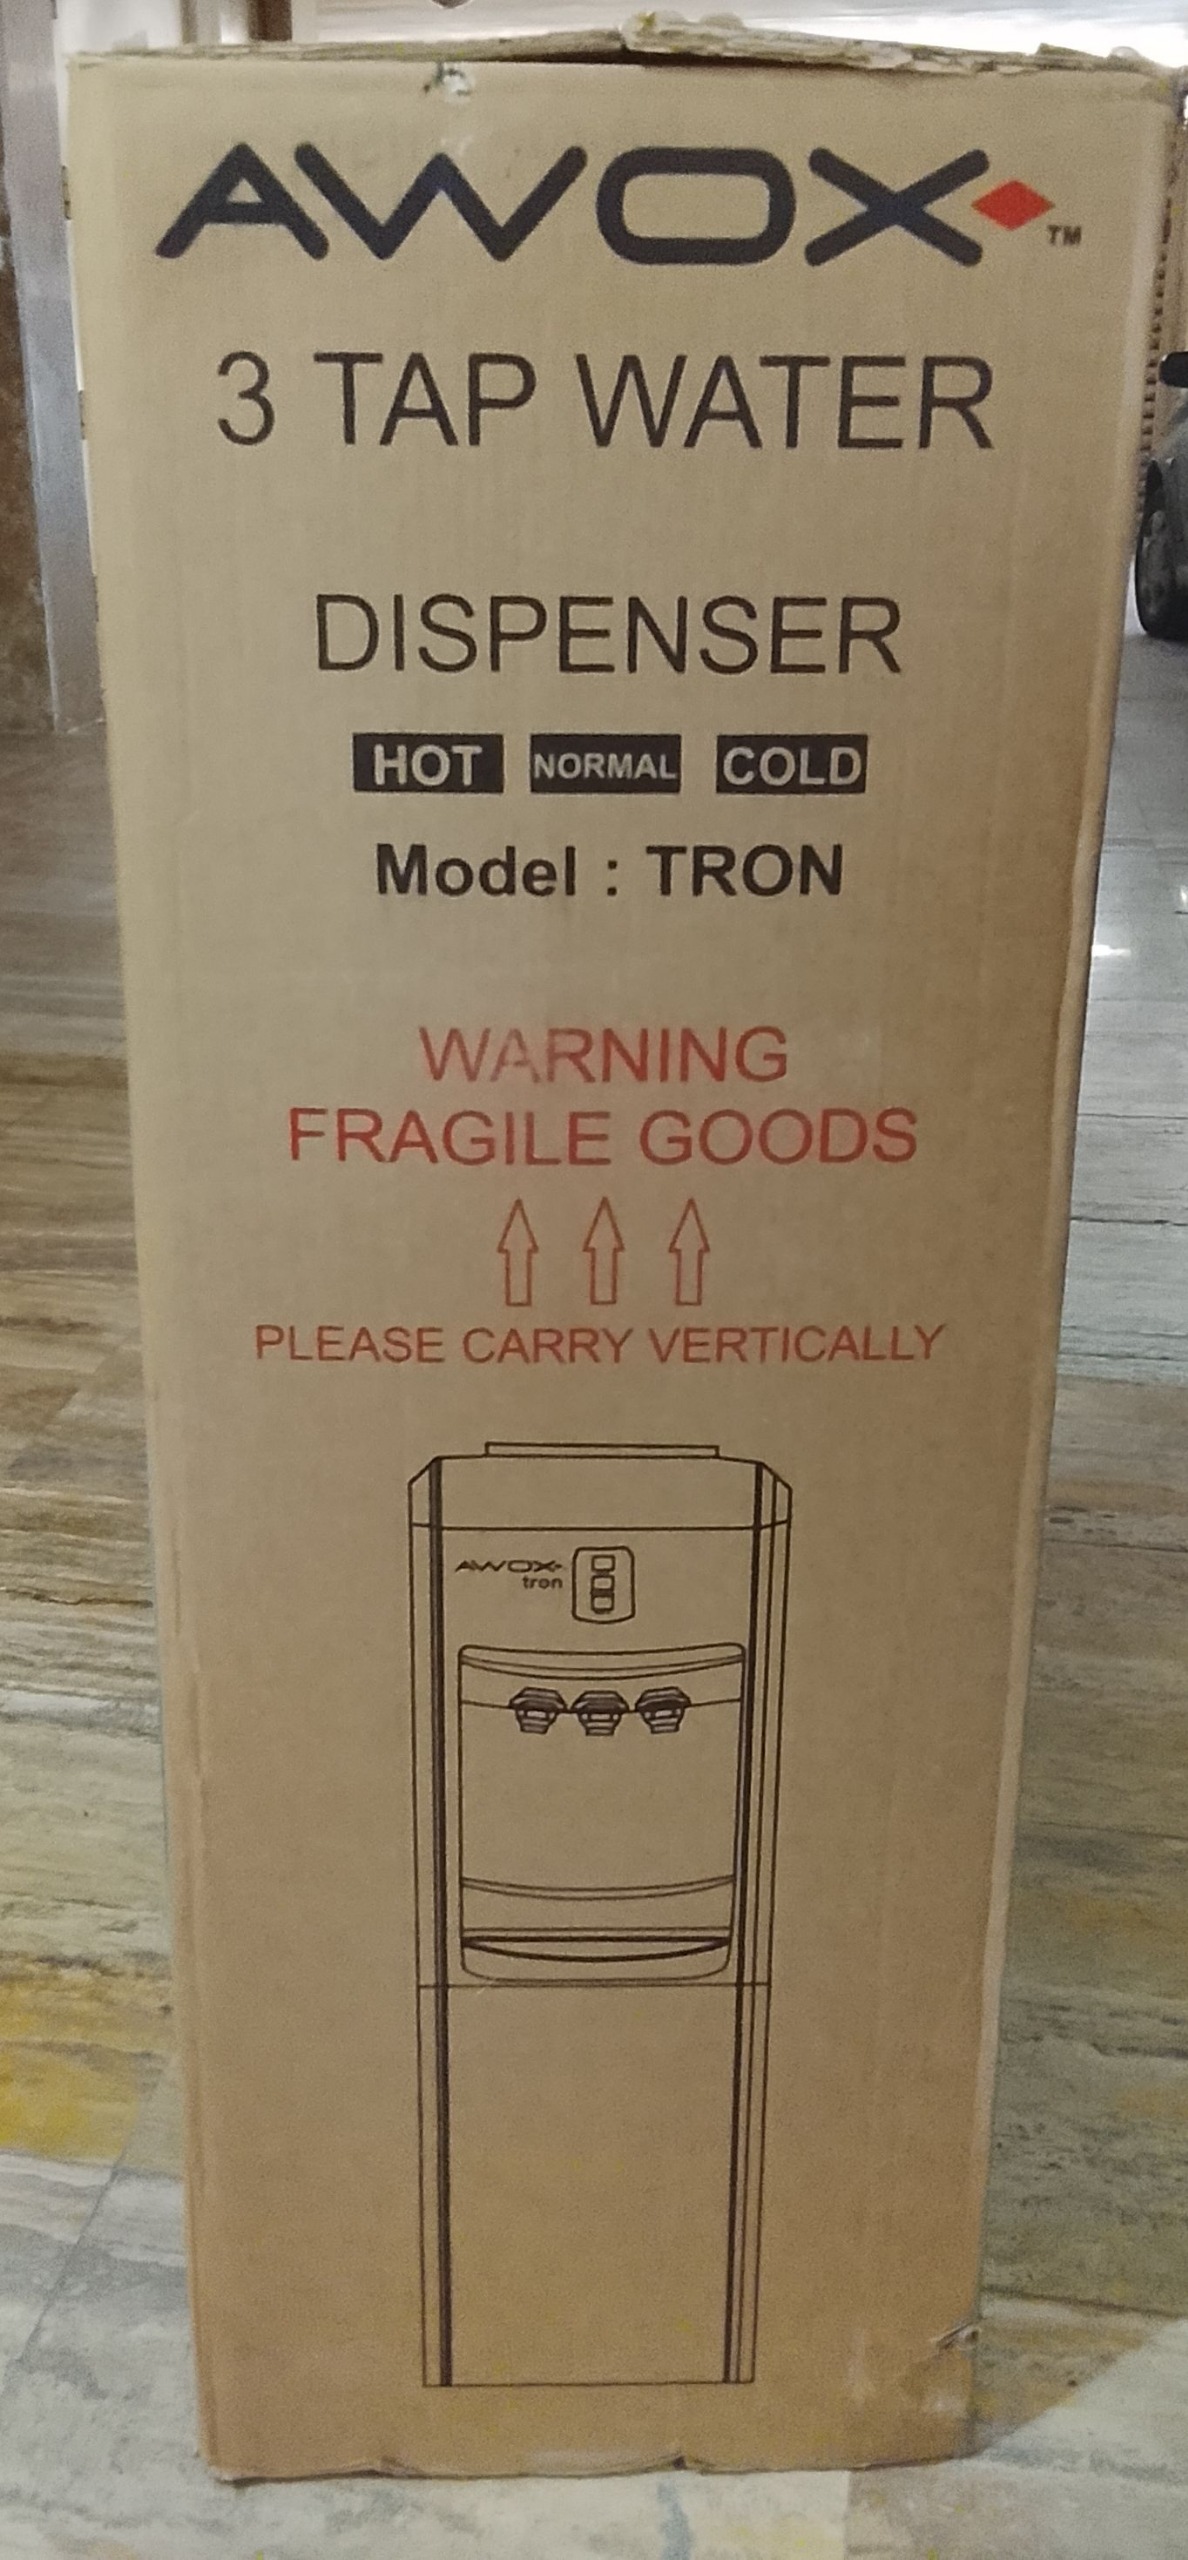 AWOX TM
3 TAP WATER
DISPENSER
HOT NORMAL COLD
Model : TRON
WARNING
FRAGILE GOODS
PLEASE CARRY VERTICALLY
AWOX
tron